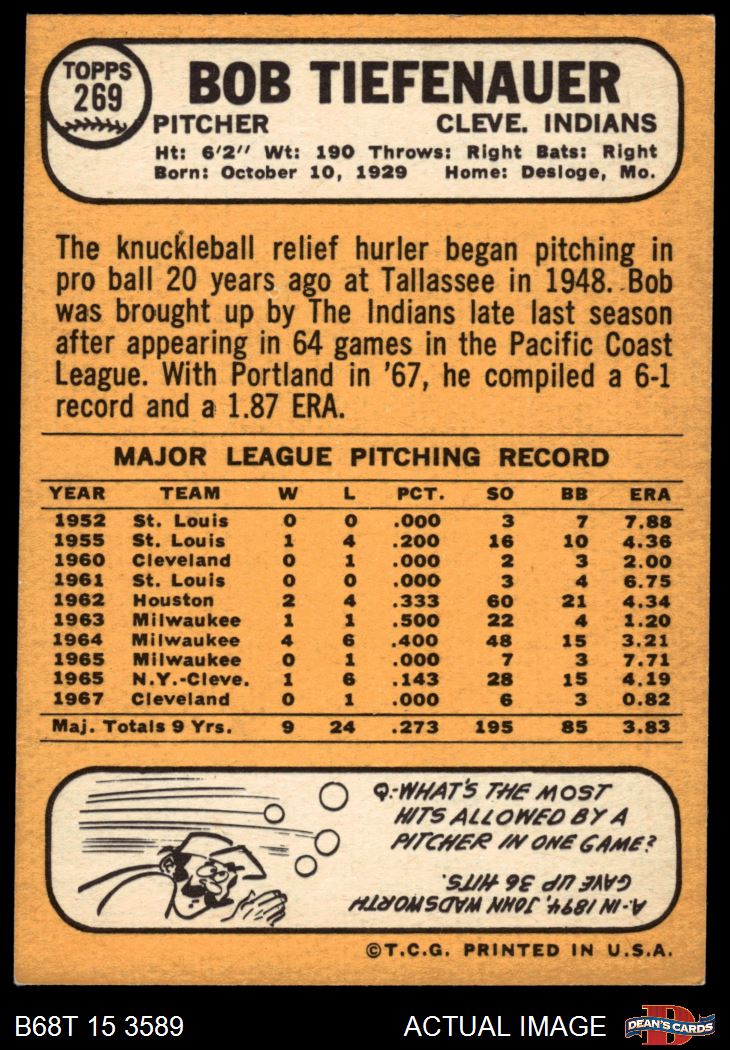 TOPPS
269
BOB TIEFENAUER
PITCHER CLEVE. INDIANS
Ht: 6'2" Wt: 190 Throws: Right Bats: Right
Born: October 10, 1929 Home: Desloge, Mo.
The knuckleball relief hurler began pitching in
pro ball 20 years ago at Tallassee in 1948. Bob
was brought up by The Indians late last season
after appearing in 64 games in the Pacific Coast
League. With Portland in '67, he compiled a 6-1
record and a 1.87 ERA.
MAJOR LEAGUE PITCHING RECORD
YEAR TEAM W L PCT. SO BB ERA
1952 St. Louis 0 0 .000 3 7 7.88
1955 St. Louis 1 4 .200 16 10 4.36
1960 Cleveland 0 1 .000 2 3 2.00
1961 St. Louis 0 0 .000 3 4 6.75
1962 Houston 2 4 .333 60 21 4.34
1963 Milwaukee 1 1 .500 22 4 1.20
1964 Milwaukee 4 6 .400 48 15 3.21
1965 Milwaukee 0 1 .000 7 3 7.71
1965 N.Y.-Cleve. 1 6 .143 28 15 4.19
1967 Cleveland 0 1 .000 6 3 0.82
Maj. Totals 9 Yrs. 9 24 .273 195 85 3.83
Q.-WHAT'S THE MOST
HITS ALLOWED BY A
PITCHER IN ONE GAME?
A.-IN 1894, JOHN WADSWORTH
GAVE UP 36 HITS.
©T.C.G. PRINTED IN U.S.A.
B68T 15 3589 ACTUAL IMAGE
DEAN'S CARDS